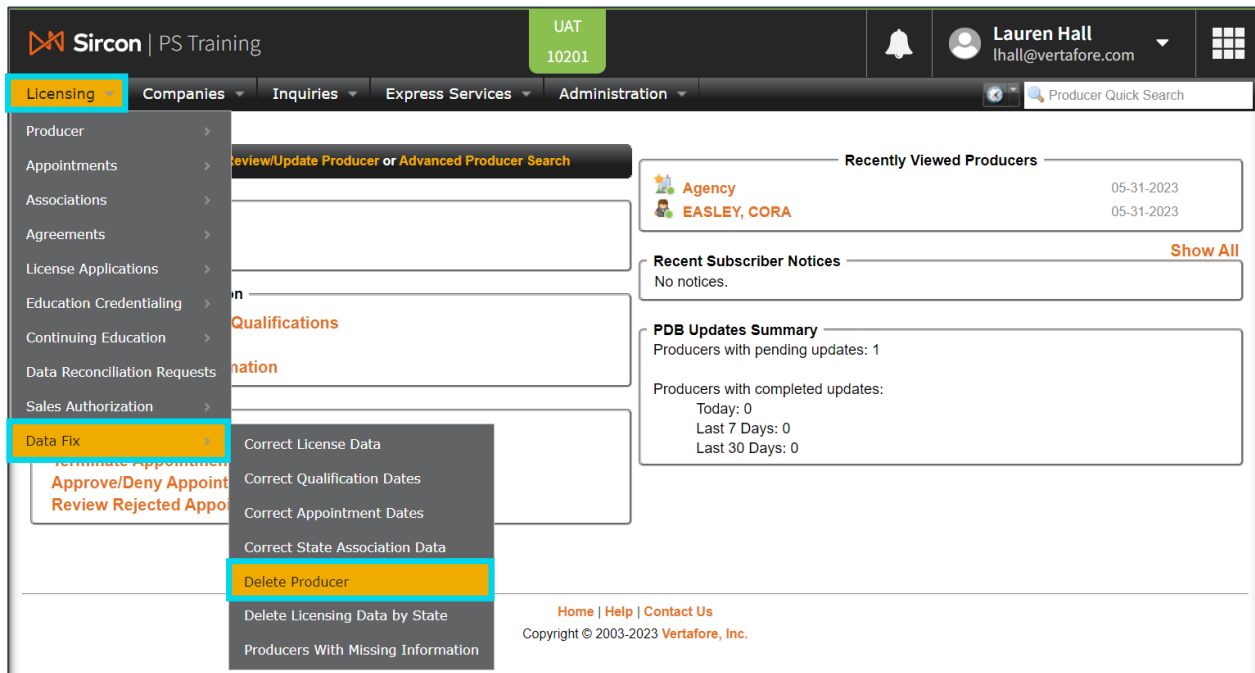 Sircon | PS Training
UAT
10201
Lauren Hall
lhall@vertafore.com
Licensing
Companies
Inquiries
Express Services
Administration
Producer Quick Search
Producer
Appointments
Associations
Agreements
License Applications
Education Credentialing
Continuing Education
Data Reconciliation Requests
Sales Authorization
Data Fix
Correct License Data
Correct Qualification Dates
Correct Appointment Dates
Correct State Association Data
Delete Producer
Delete Licensing Data by State
Producers With Missing Information
Review/Update Producer or Advanced Producer Search
Qualifications
Terminate Appointmen
Approve/Deny Appoint
Review Rejected Appoi
Recently Viewed Producers
Agency 05-31-2023
EASLEY, CORA 05-31-2023
Show All
Recent Subscriber Notices
No notices.
PDB Updates Summary
Producers with pending updates: 1
Producers with completed updates:
Today: 0
Last 7 Days: 0
Last 30 Days: 0
Home | Help | Contact Us
Copyright © 2003-2023 Vertafore, Inc.